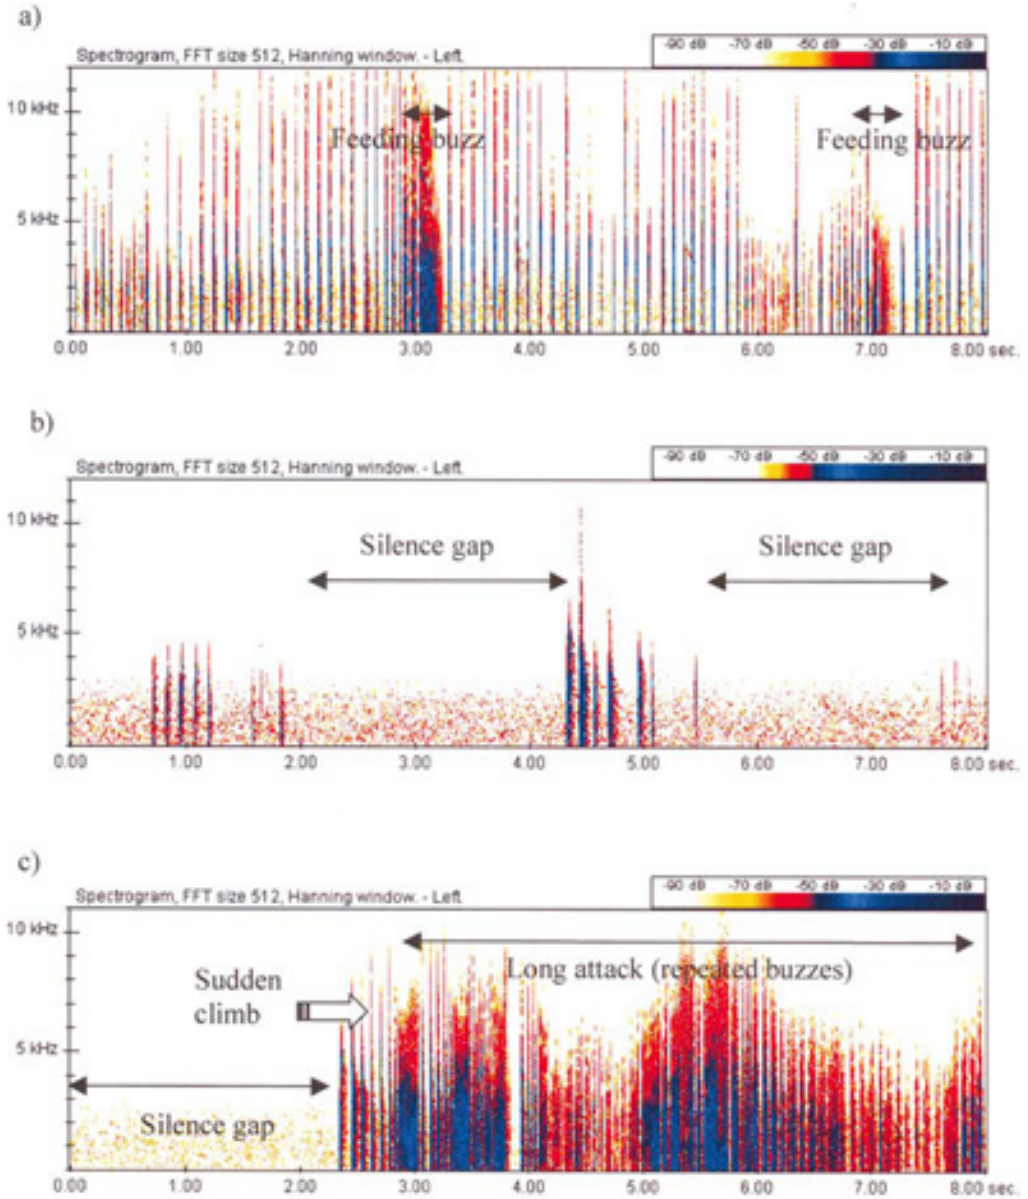 a)
Spectrogram, FFT size 512, Hanning window. - Left.
-90 dB -70 dB -50 dB -30 dB -10 dB
10 kHz
Feeding buzz Feeding buzz
5 kHz
0.00 1.00 2.00 3.00 4.00 5.00 6.00 7.00 8.00 sec.
b)
Spectrogram, FFT size 512, Hanning window. - Left.
-90 dB -70 dB -50 dB -30 dB -10 dB
10 kHz
Silence gap Silence gap
5 kHz
0.00 1.00 2.00 3.00 4.00 5.00 6.00 7.00 8.00 sec.
c)
Spectrogram, FFT size 512, Hanning window. - Left.
-90 dB -70 dB -50 dB -30 dB -10 dB
10 kHz
Long attack (repeated buzzes)
Sudden
climb
5 kHz
Silence gap
0.00 1.00 2.00 3.00 4.00 5.00 6.00 7.00 8.00 sec.